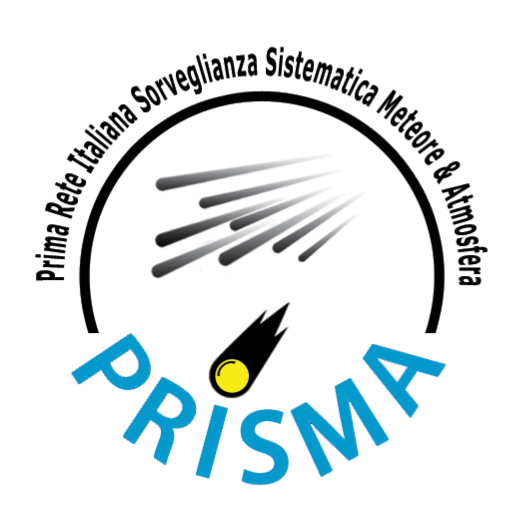 Prima Rete Italiana Sorveglianza Sistematica Meteore & Atmosfera
PRISMA